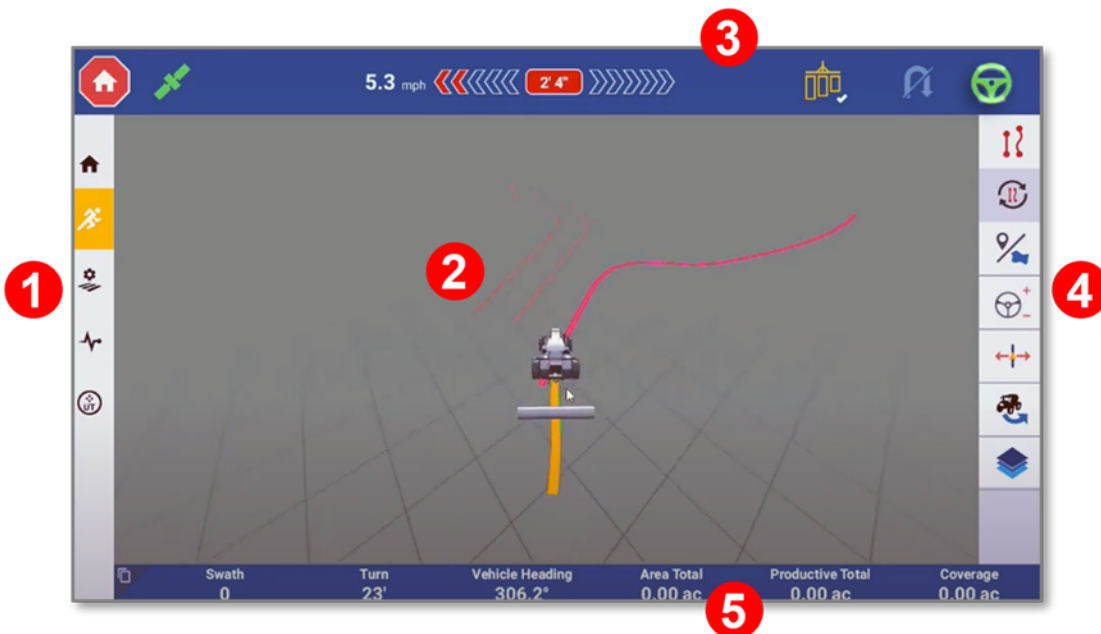 3
5.3 mph 2' 4"
1
2
4
UT
Swath Turn Vehicle Heading Area Total Productive Total Coverage
0 23' 306.2° 0.00 ac 0.00 ac 0.00 ac
5